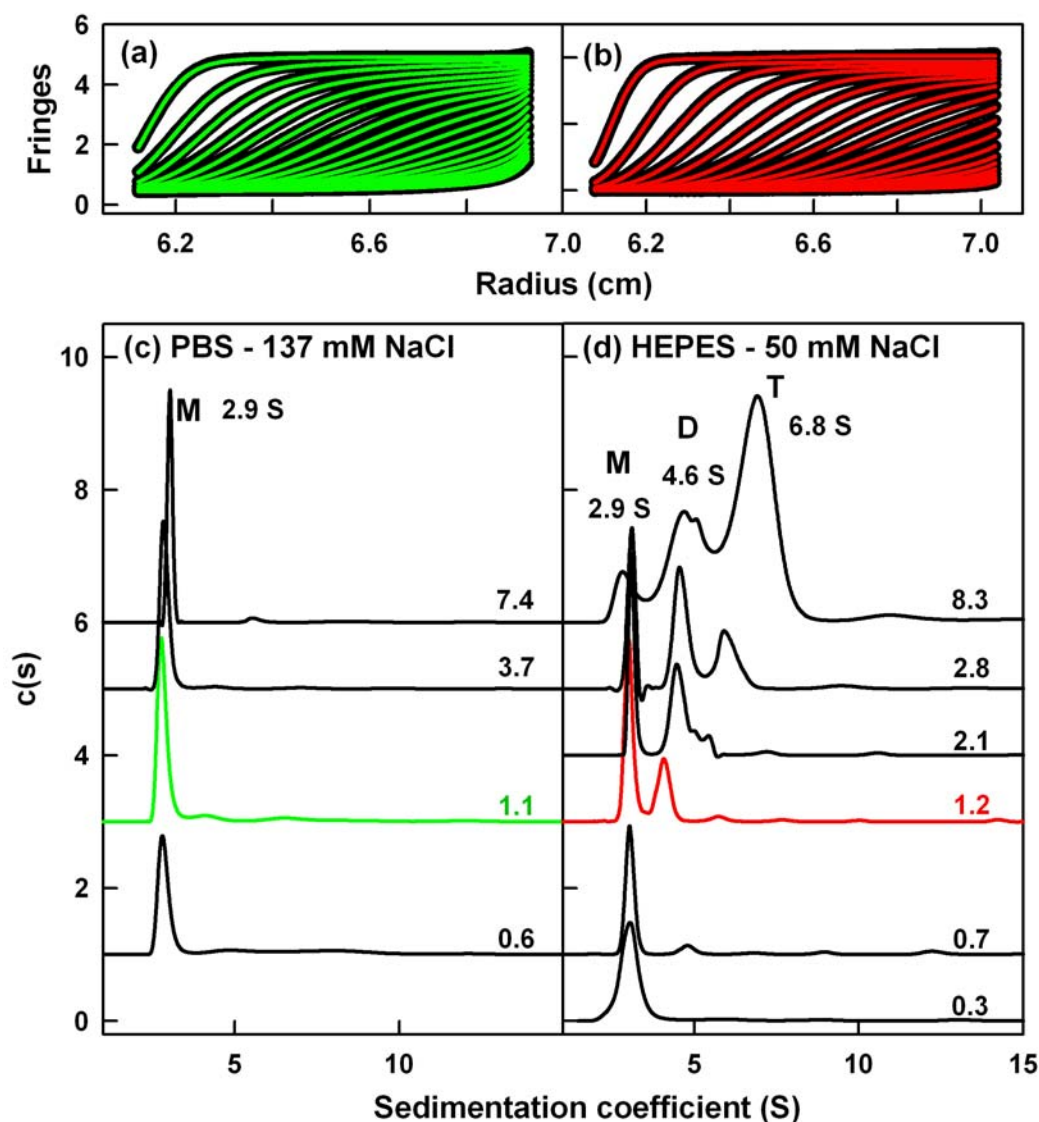 (a)
(b)
6
4
2
0
Fringes
6.2
6.6
7.0
6.2
6.6
7.0
Radius (cm)
(c) PBS - 137 mM NaCl
(d) HEPES - 50 mM NaCl
10
8
6
4
2
0
c(s)
M 2.9 S
7.4
3.7
1.1
0.6
T
6.8 S
D
4.6 S
M
2.9 S
8.3
2.8
2.1
1.2
0.7
0.3
5
10
5
10
15
Sedimentation coefficient (S)